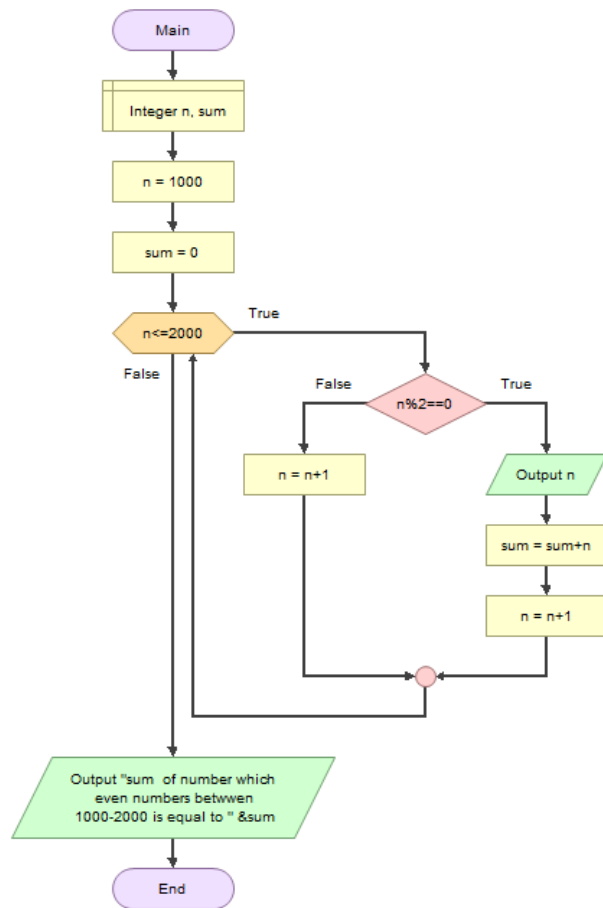 Main
Integer n, sum
n = 1000
sum = 0
n<=2000
True
False
n%2==0
False
True
n = n+1
Output n
sum = sum+n
n = n+1
Output "sum of number which
even numbers betwwen
1000-2000 is equal to " &sum
End